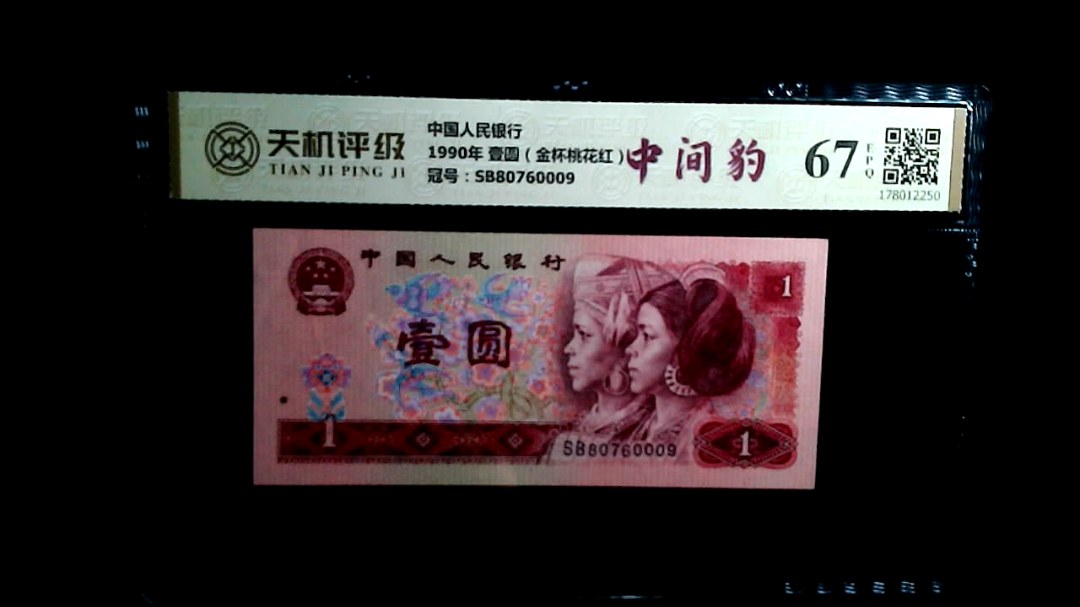 天机评级
TIAN JI PING JI
中国人民银行
1990年 壹圆（金杯桃花红）
冠号：SB80760009
中间豹
67
EPQ
178012250
中国人民银行
1
壹圆
1
SB80760009
1